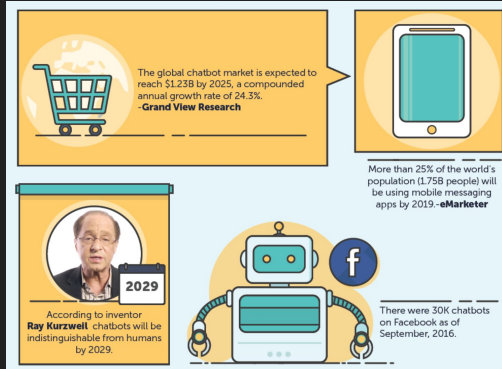 The global chatbot market is expected to
reach $1.23B by 2025, a compounded
annual growth rate of 24.3%.
-Grand View Research
More than 25% of the world's
population (1.75B people) will
be using mobile messaging
apps by 2019.-eMarketer
2029
According to inventor
Ray Kurzweil chatbots will be
indistinguishable from humans
by 2029.
f
There were 30K chatbots
on Facebook as of
September, 2016.